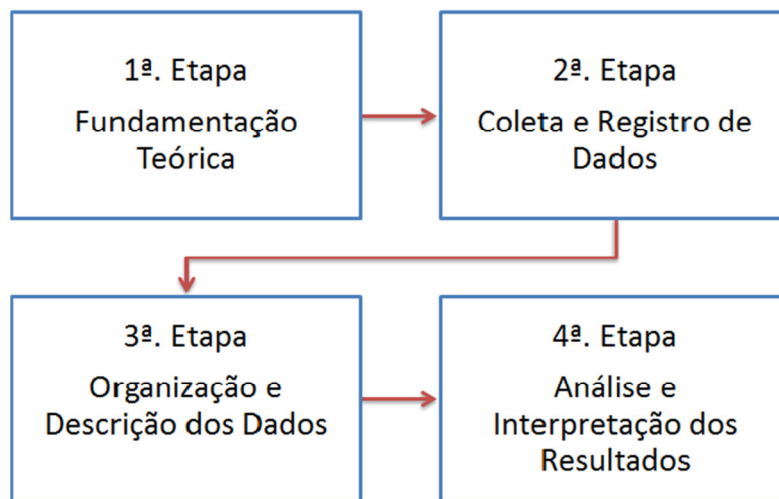 1ª. Etapa
Fundamentação
Teórica
2ª. Etapa
Coleta e Registro de
Dados
3ª. Etapa
Organização e
Descrição dos Dados
4ª. Etapa
Análise e
Interpretação dos
Resultados